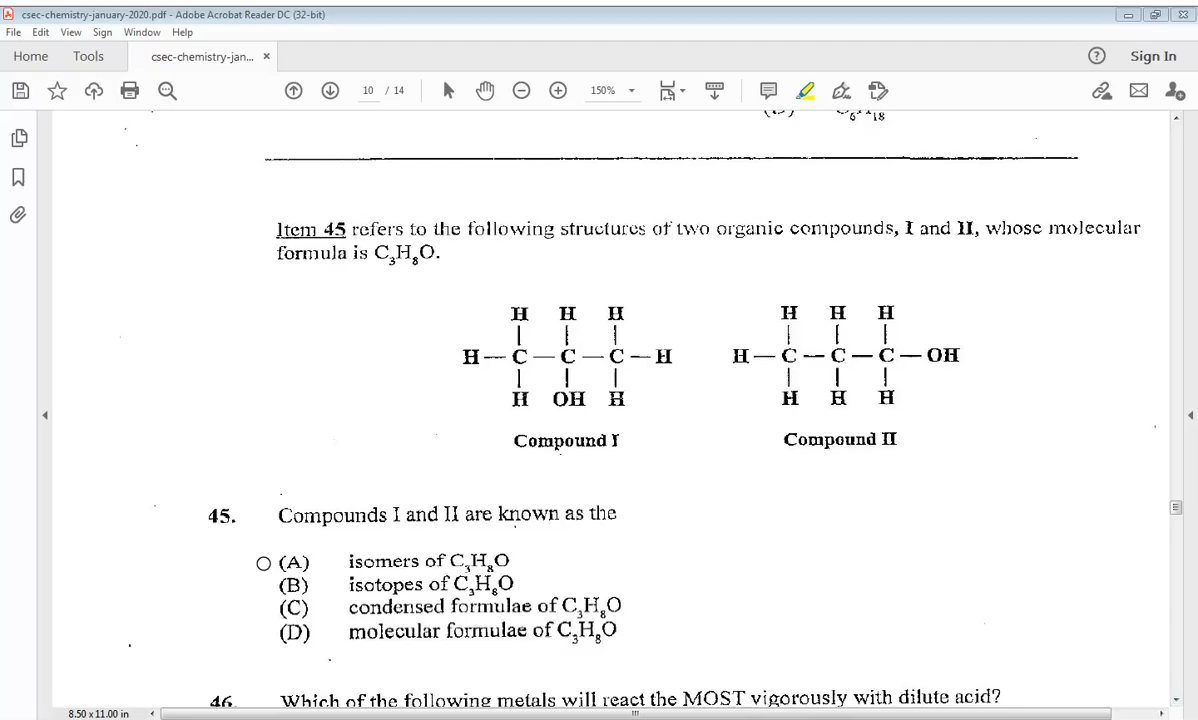 csec-chemistry-january-2020.pdf - Adobe Acrobat Reader DC (32-bit)
File Edit View Sign Window Help
Home Tools csec-chemistry-jan... × ? Sign In
10 / 14 150%
Item 45 refers to the following structures of two organic compounds, I and II, whose molecular
formula is C₃H₈O.
H H H H H H
H — C — C — C — H H — C — C — C — OH
H OH H H H H
Compound I Compound II
45. Compounds I and II are known as the
(A) isomers of C₃H₈O
(B) isotopes of C₃H₈O
(C) condensed formulae of C₃H₈O
(D) molecular formulae of C₃H₈O
46. Which of the following metals will react the MOST vigorously with dilute acid?
8.50 x 11.00 in